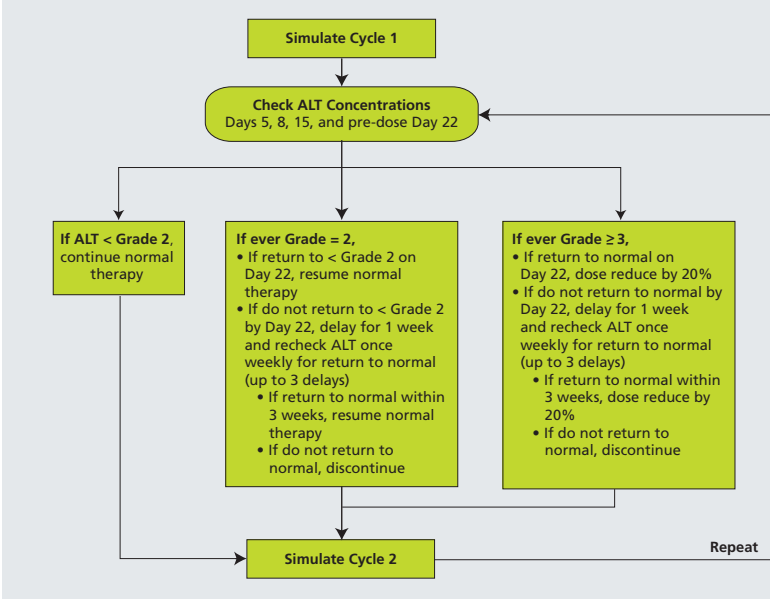 Simulate Cycle 1
Check ALT Concentrations
Days 5, 8, 15, and pre-dose Day 22
If ALT < Grade 2,
continue normal
therapy
If ever Grade = 2,
• If return to < Grade 2 on
Day 22, resume normal
therapy
• If do not return to < Grade 2
by Day 22, delay for 1 week
and recheck ALT once
weekly for return to normal
(up to 3 delays)
• If return to normal within
3 weeks, resume normal
therapy
• If do not return to
normal, discontinue
If ever Grade ≥ 3,
• If return to normal on
Day 22, dose reduce by 20%
• If do not return to normal by
Day 22, delay for 1 week
and recheck ALT once
weekly for return to normal
(up to 3 delays)
• If return to normal within
3 weeks, dose reduce by
20%
• If do not return to
normal, discontinue
Simulate Cycle 2
Repeat